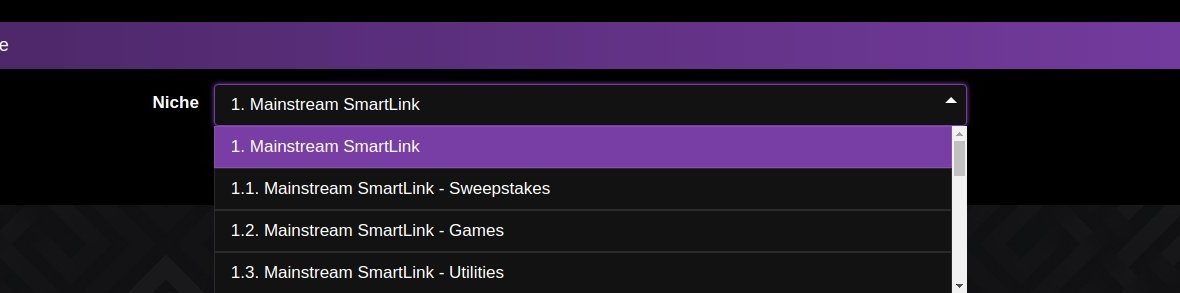 e
Niche
1. Mainstream SmartLink
1. Mainstream SmartLink
1.1. Mainstream SmartLink - Sweepstakes
1.2. Mainstream SmartLink - Games
1.3. Mainstream SmartLink - Utilities